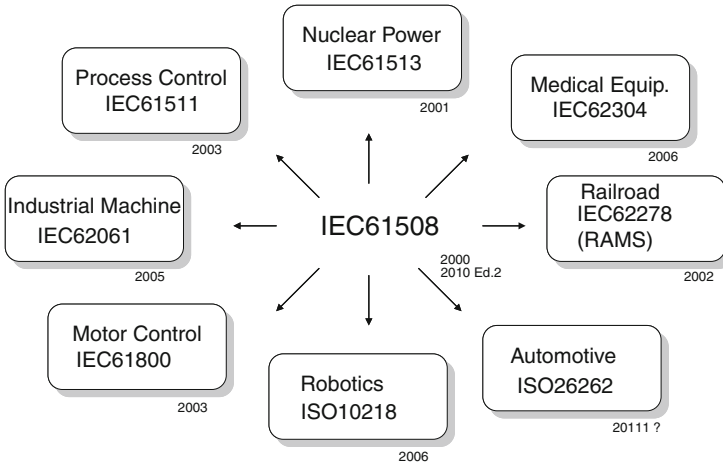 Nuclear Power
IEC61513
2001
Process Control
IEC61511
2003
Medical Equip.
IEC62304
2006
Industrial Machine
IEC62061
2005
IEC61508
2000
2010 Ed.2
Railroad
IEC62278
(RAMS)
2002
Motor Control
IEC61800
2003
Robotics
ISO10218
2006
Automotive
ISO26262
20111 ?